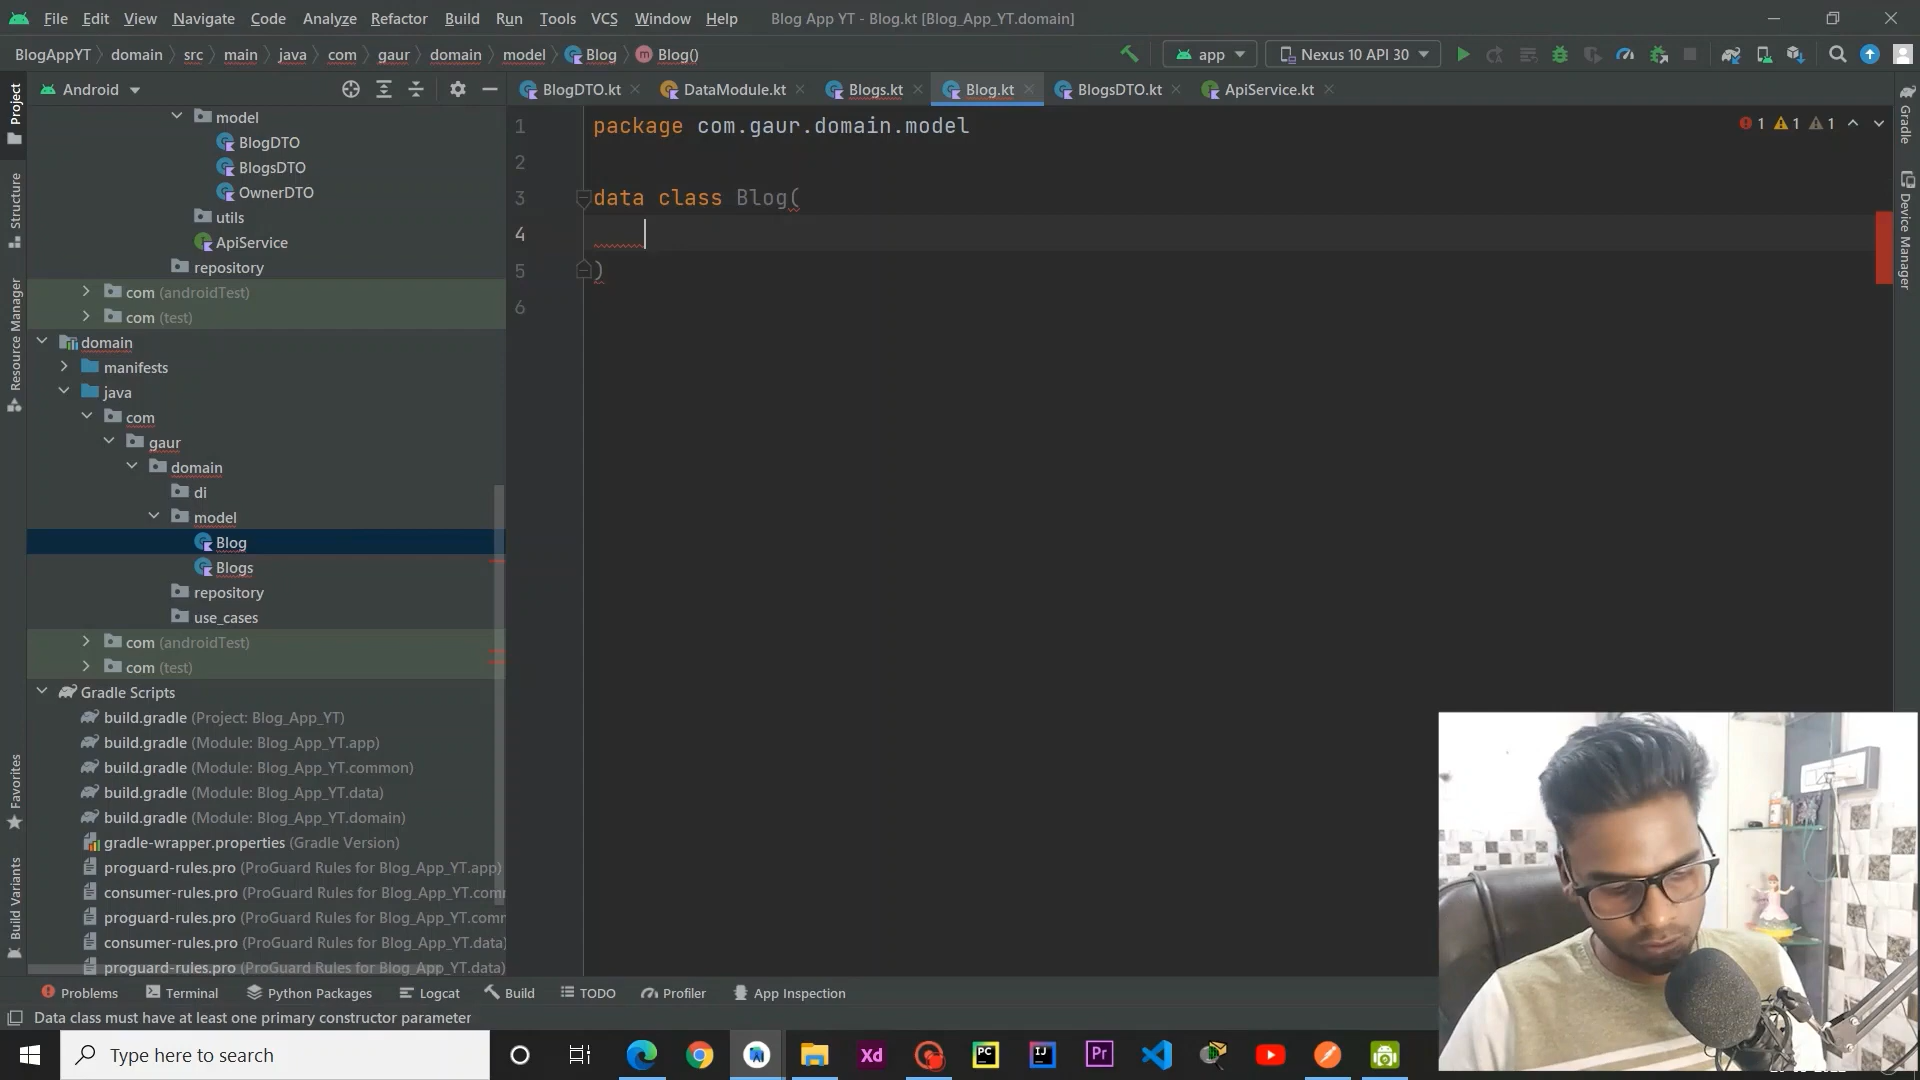 File Edit View Navigate Code Analyze Refactor Build Run Tools VCS Window Help Blog App YT - Blog.kt [Blog_App_YT.domain]
BlogAppYT domain src main java com gaur domain model Blog Blog() app Nexus 10 API 30
Android
BlogDTO.kt DataModule.kt Blogs.kt Blog.kt BlogsDTO.kt ApiService.kt
Project
Structure
Resource Manager
Favorites
Build Variants
model
BlogDTO
BlogsDTO
OwnerDTO
utils
ApiService
repository
com (androidTest)
com (test)
domain
manifests
java
com
gaur
domain
di
model
Blog
Blogs
repository
use_cases
com (androidTest)
com (test)
Gradle Scripts
build.gradle (Project: Blog_App_YT)
build.gradle (Module: Blog_App_YT.app)
build.gradle (Module: Blog_App_YT.common)
build.gradle (Module: Blog_App_YT.data)
build.gradle (Module: Blog_App_YT.domain)
gradle-wrapper.properties (Gradle Version)
proguard-rules.pro (ProGuard Rules for Blog_App_YT.app)
consumer-rules.pro (ProGuard Rules for Blog_App_YT.comr
proguard-rules.pro (ProGuard Rules for Blog_App_YT.comr
consumer-rules.pro (ProGuard Rules for Blog_App_YT.data)
proguard-rules.pro (ProGuard Rules for Blog_App_YT.data)
1 package com.gaur.domain.model
2
3 data class Blog(
4
5 )
6
1 1 1
Gradle
Device Manager
Problems Terminal Python Packages Logcat Build TODO Profiler App Inspection
Data class must have at least one primary constructor parameter
Type here to search
Xd PC IJ Pr